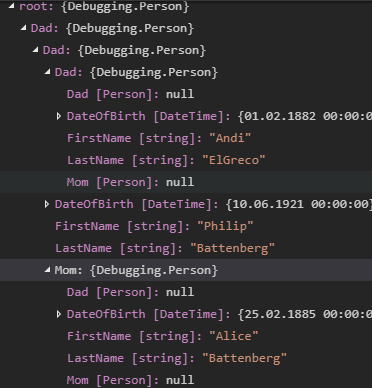 root: {Debugging.Person}
Dad: {Debugging.Person}
Dad: {Debugging.Person}
Dad: {Debugging.Person}
Dad [Person]: null
DateOfBirth [DateTime]: {01.02.1882 00:00:0
FirstName [string]: "Andi"
LastName [string]: "ElGreco"
Mom [Person]: null
DateOfBirth [DateTime]: {10.06.1921 00:00:00}
FirstName [string]: "Philip"
LastName [string]: "Battenberg"
Mom: {Debugging.Person}
Dad [Person]: null
DateOfBirth [DateTime]: {25.02.1885 00:00:0
FirstName [string]: "Alice"
LastName [string]: "Battenberg"
Mom [Person]: null